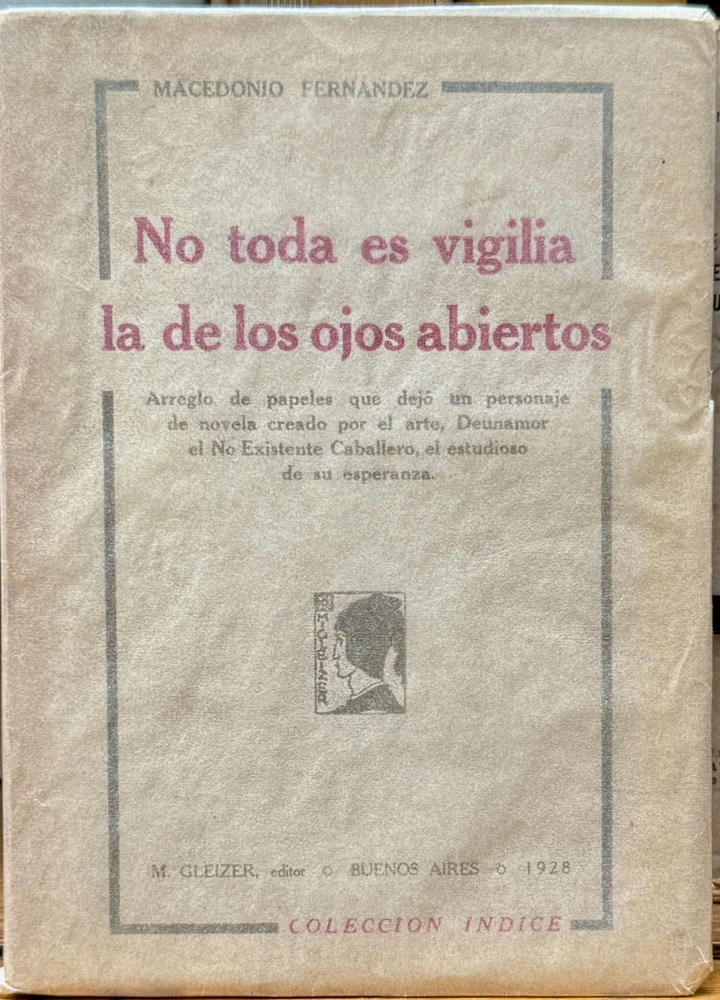 MACEDONIO FERNÁNDEZ
No toda es vigilia
la de los ojos abiertos
Arreglo de papeles que dejó un personaje
de novela creado por el arte, Deunamor
el No Existente Caballero, el estudioso
de su esperanza.
M. GLEIZER, editor o BUENOS AIRES o 1928
COLECCION INDICE